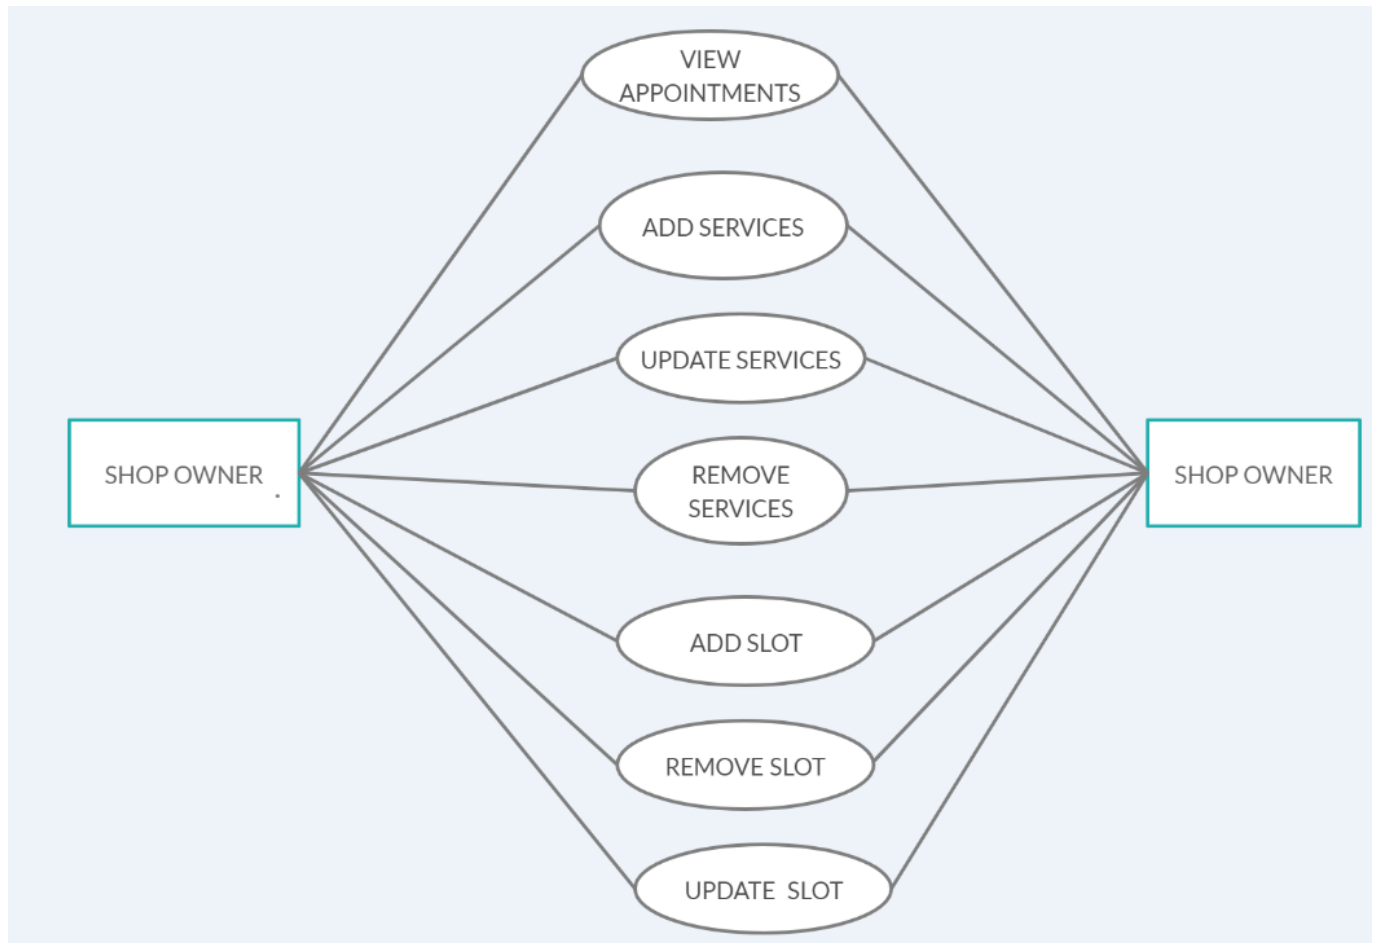 VIEW
APPOINTMENTS
ADD SERVICES
UPDATE SERVICES
SHOP OWNER .
SHOP OWNER
REMOVE
SERVICES
ADD SLOT
REMOVE SLOT
UPDATE SLOT